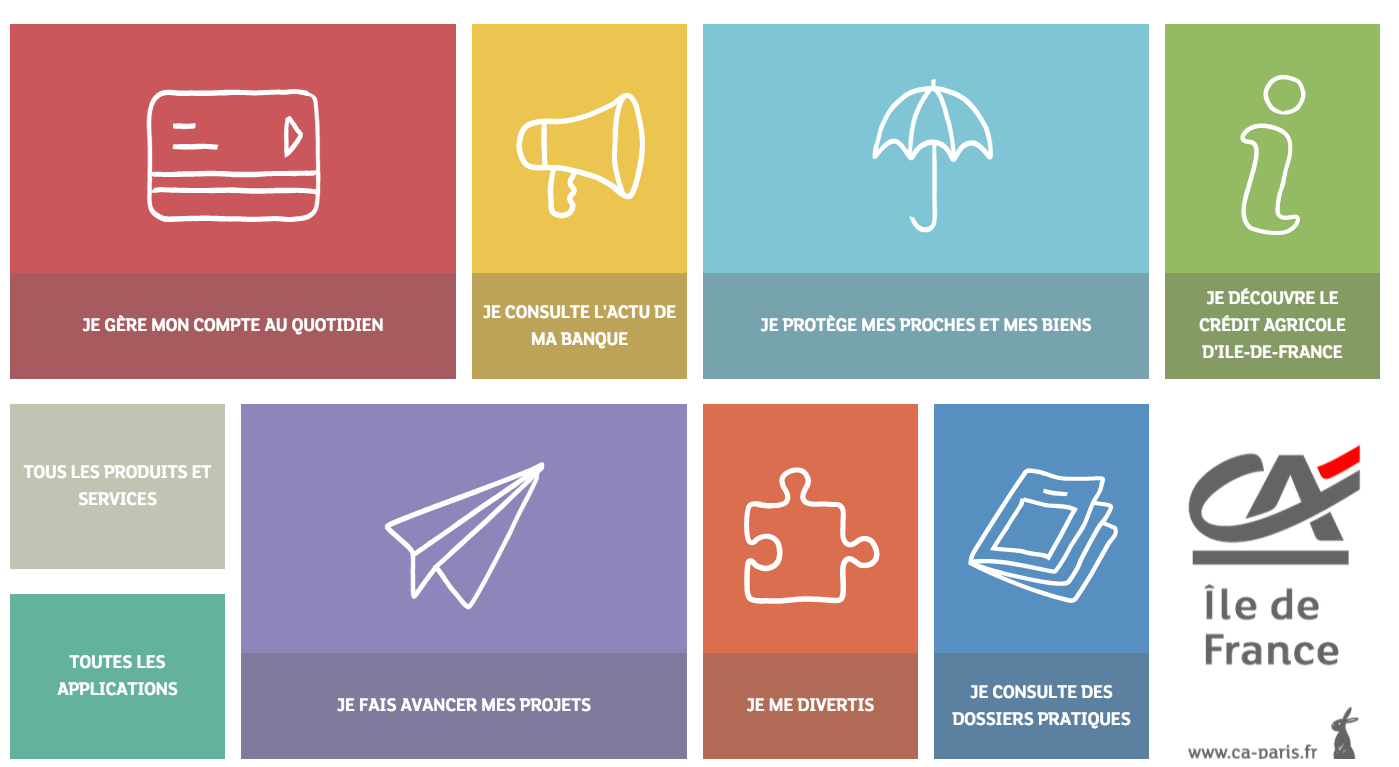 JE GÈRE MON COMPTE AU QUOTIDIEN
JE CONSULTE L'ACTU DE
MA BANQUE
JE PROTÈGE MES PROCHES ET MES BIENS
JE DÉCOUVRE LE
CRÉDIT AGRICOLE
D'ILE-DE-FRANCE
TOUS LES PRODUITS ET
SERVICES
TOUTES LES
APPLICATIONS
JE FAIS AVANCER MES PROJETS
JE ME DIVERTIS
JE CONSULTE DES
DOSSIERS PRATIQUES
CA
Île de
France
www.ca-paris.fr